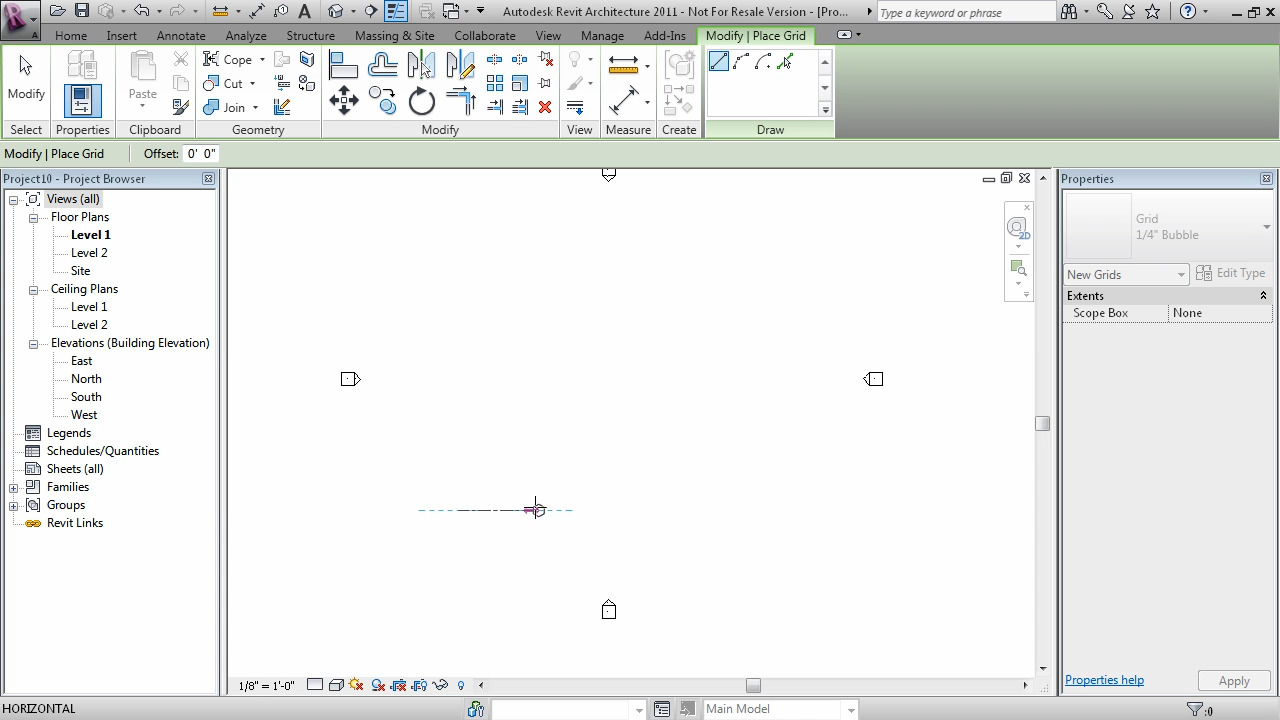 Autodesk Revit Architecture 2011 - Not For Resale Version - [Pro...
Type a keyword or phrase
Home
Insert
Annotate
Analyze
Structure
Massing & Site
Collaborate
View
Manage
Add-Ins
Modify | Place Grid
Modify
Paste
Cope
Cut
Join
Select
Properties
Clipboard
Geometry
Modify
View
Measure
Create
Draw
Modify | Place Grid
Offset:
0' 0"
Project10 - Project Browser
Views (all)
Floor Plans
Level 1
Level 2
Site
Ceiling Plans
Level 1
Level 2
Elevations (Building Elevation)
East
North
South
West
Legends
Schedules/Quantities
Sheets (all)
Families
Groups
Revit Links
2D
Properties
Grid
1/4" Bubble
New Grids
Edit Type
Extents
Scope Box
None
Properties help
Apply
1/8" = 1'-0"
HORIZONTAL
Main Model
:0